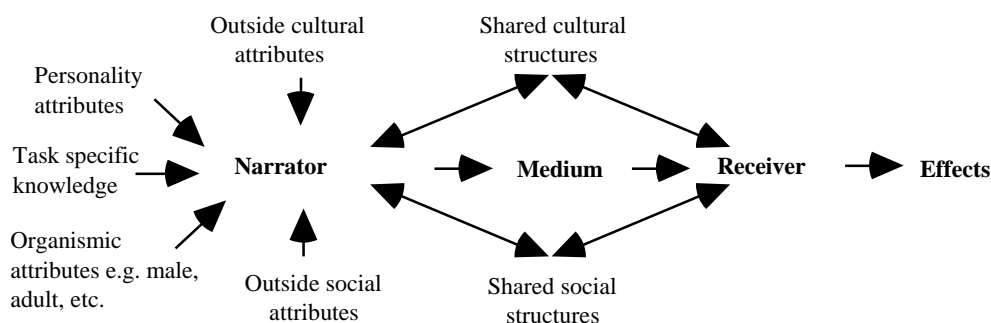 Outside cultural
attributes
Shared cultural
structures
Personality
attributes
Task specific
knowledge
Narrator
Medium
Receiver
Effects
Organismic
attributes e.g. male,
adult, etc.
Outside social
attributes
Shared social
structures